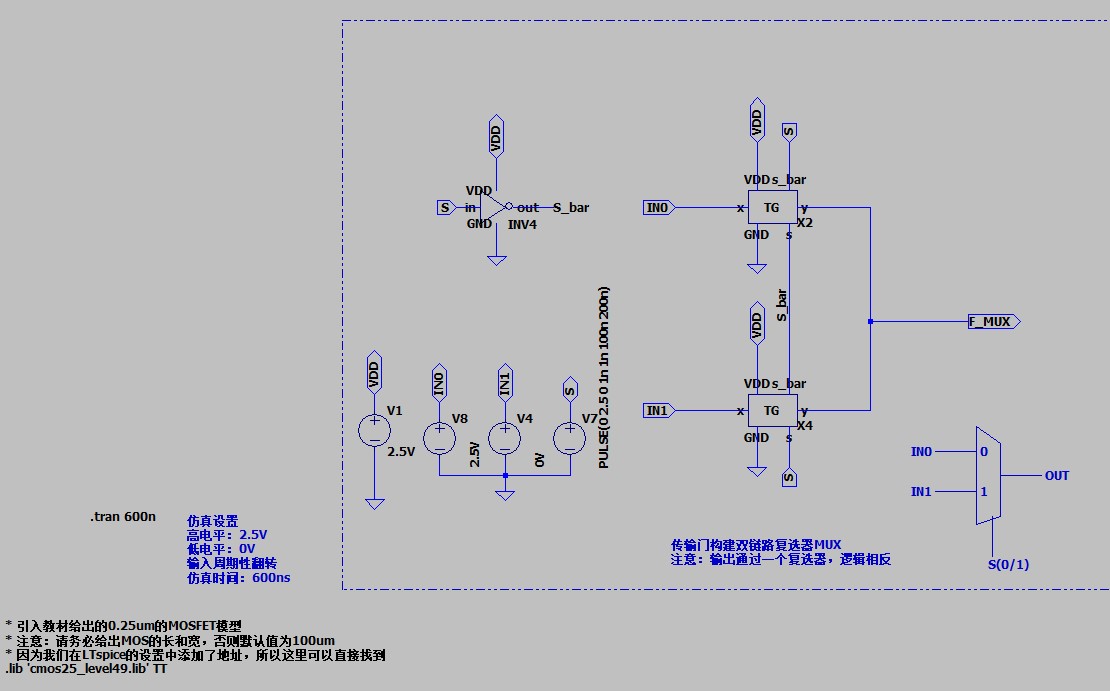 VDD
VDD
S
VDD
VDD s_bar
S
in
out
S_bar
IN0
x
TG
y
GND
INV4
X2
GND
s
S_bar
VDD
PULSE(0 2.5 0 1n 1n 100n 200n)
F_MUX
VDD
IN0
IN1
S
VDD s_bar
V1
V8
V4
V7
IN1
x
TG
y
X4
2.5V
2.5V
0V
GND
s
S
IN0
0
OUT
IN1
1
S(0/1)
.tran 600n
仿真设置
高电平：2.5V
低电平：0V
输入周期性翻转
仿真时间：600ns
传输门构建双链路复选器MUX
注意：输出通过一个复选器，逻辑相反
* 引入教材给出的0.25um的MOSFET模型
* 注意：请务必给出MOS的长和宽，否则默认值为100um
* 因为我们在LTspice的设置中添加了地址，所以这里可以直接找到
.lib 'cmos25_level49.lib' TT